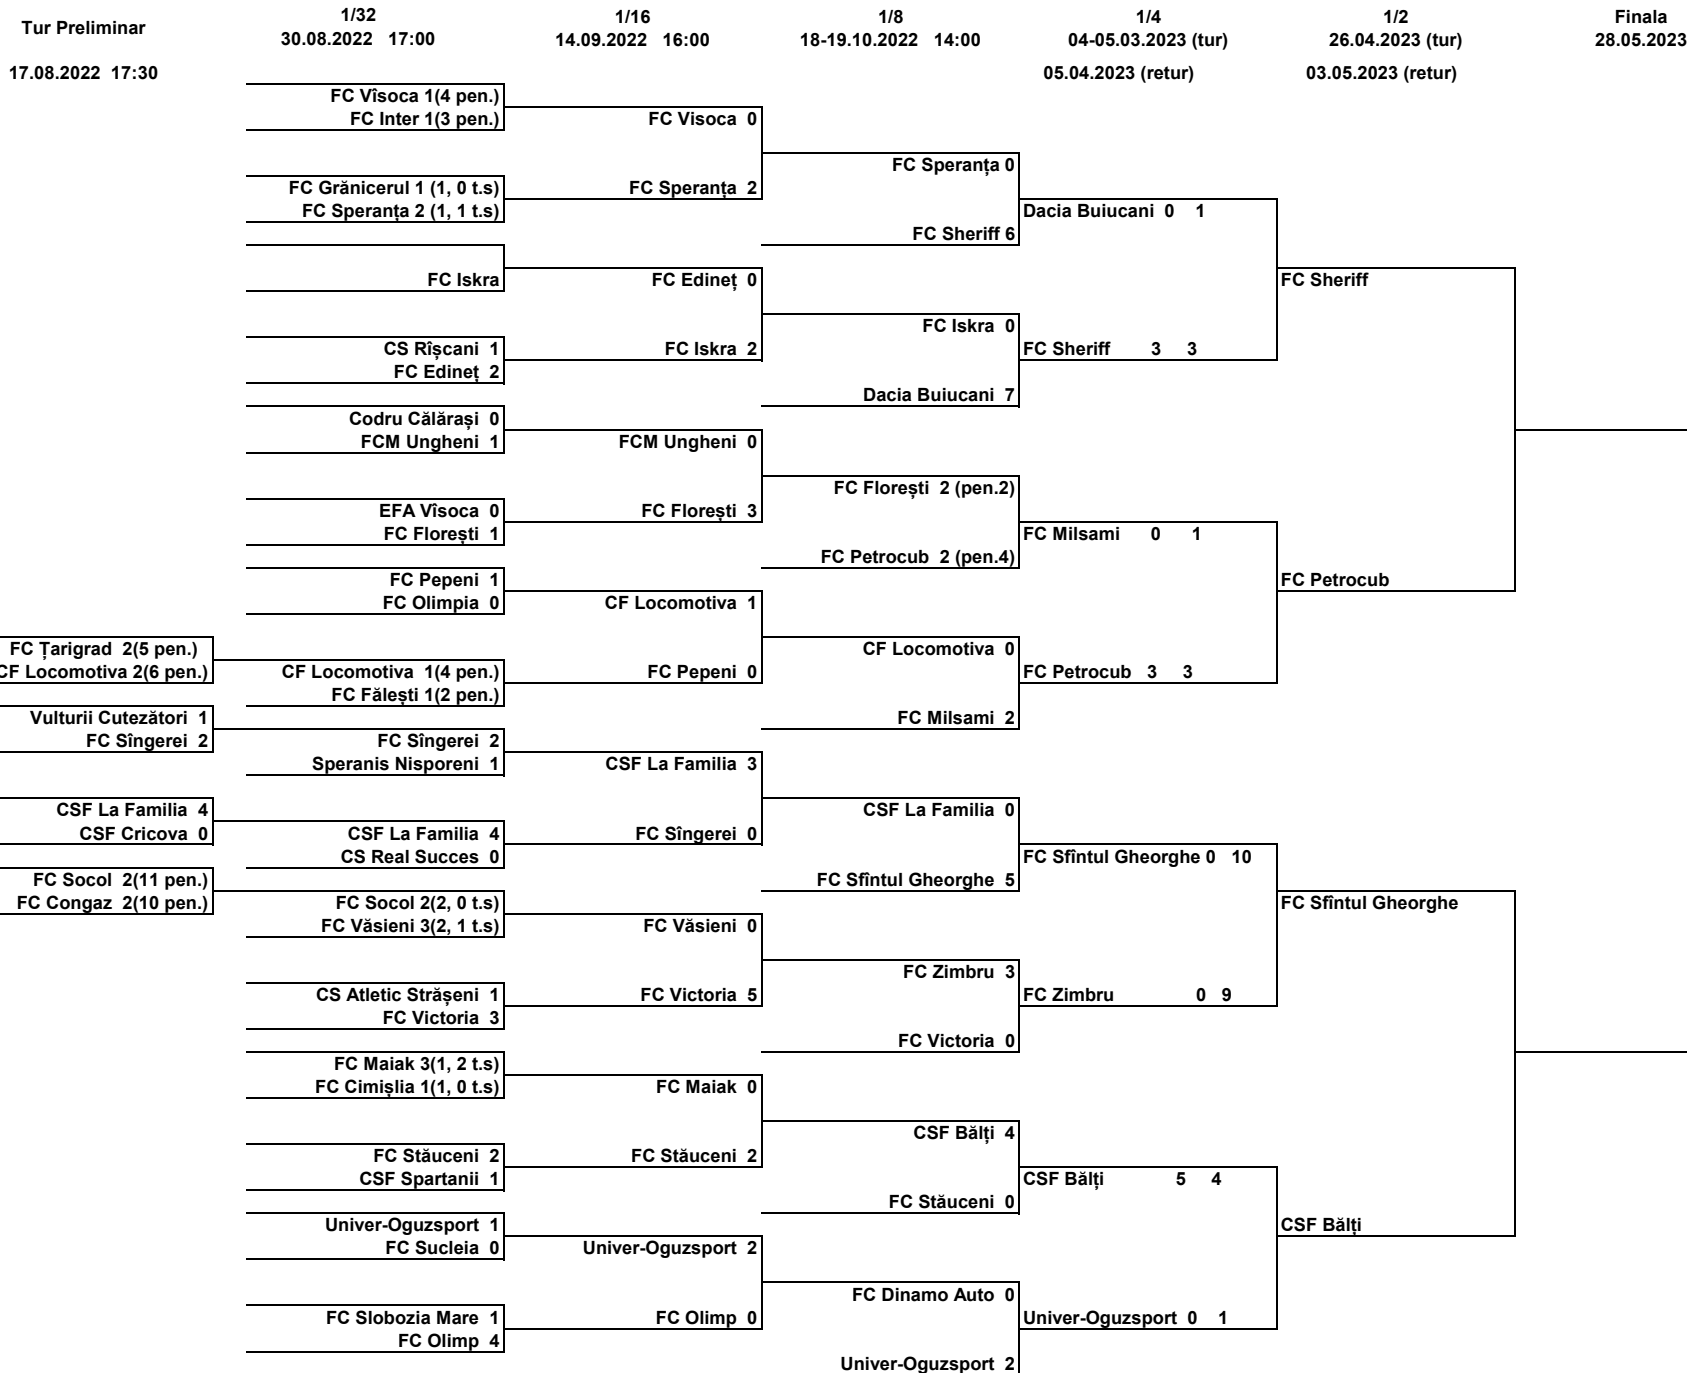 Tur Preliminar
17.08.2022 17:30
1/32
30.08.2022 17:00
1/16
14.09.2022 16:00
1/8
18-19.10.2022 14:00
1/4
04-05.03.2023 (tur)
05.04.2023 (retur)
1/2
26.04.2023 (tur)
03.05.2023 (retur)
Finala
28.05.2023
FC Țarigrad 2(5 pen.)
CF Locomotiva 2(6 pen.)
Vulturii Cutezători 1
FC Sîngerei 2
CSF La Familia 4
CSF Cricova 0
FC Socol 2(11 pen.)
FC Congaz 2(10 pen.)
FC Vîsoca 1(4 pen.)
FC Inter 1(3 pen.)
FC Grănicerul 1 (1, 0 t.s)
FC Speranța 2 (1, 1 t.s)
FC Iskra
CS Rîșcani 1
FC Edineț 2
Codru Călărași 0
FCM Ungheni 1
EFA Vîsoca 0
FC Florești 1
FC Pepeni 1
FC Olimpia 0
CF Locomotiva 1(4 pen.)
FC Fălești 1(2 pen.)
FC Sîngerei 2
Speranis Nisporeni 1
CSF La Familia 4
CS Real Succes 0
FC Socol 2(2, 0 t.s)
FC Văsieni 3(2, 1 t.s)
CS Atletic Strășeni 1
FC Victoria 3
FC Maiak 3(1, 2 t.s)
FC Cimișlia 1(1, 0 t.s)
FC Stăuceni 2
CSF Spartanii 1
Univer-Oguzsport 1
FC Sucleia 0
FC Slobozia Mare 1
FC Olimp 4
FC Visoca 0
FC Speranța 2
FC Edineț 0
FC Iskra 2
FCM Ungheni 0
FC Florești 3
CF Locomotiva 1
FC Pepeni 0
CSF La Familia 3
FC Sîngerei 0
FC Văsieni 0
FC Victoria 5
FC Maiak 0
FC Stăuceni 2
Univer-Oguzsport 2
FC Olimp 0
FC Speranța 0
FC Sheriff 6
FC Iskra 0
Dacia Buiucani 7
FC Florești 2 (pen.2)
FC Petrocub 2 (pen.4)
CF Locomotiva 0
FC Milsami 2
CSF La Familia 0
FC Sfîntul Gheorghe 5
FC Zimbru 3
FC Victoria 0
CSF Bălți 4
FC Stăuceni 0
FC Dinamo Auto 0
Univer-Oguzsport 2
Dacia Buiucani 0 1
FC Sheriff 3 3
FC Milsami 0 1
FC Petrocub 3 3
FC Sfîntul Gheorghe 0 10
FC Zimbru 0 9
CSF Bălți 5 4
Univer-Oguzsport 0 1
FC Sheriff
FC Petrocub
FC Sfîntul Gheorghe
CSF Bălți